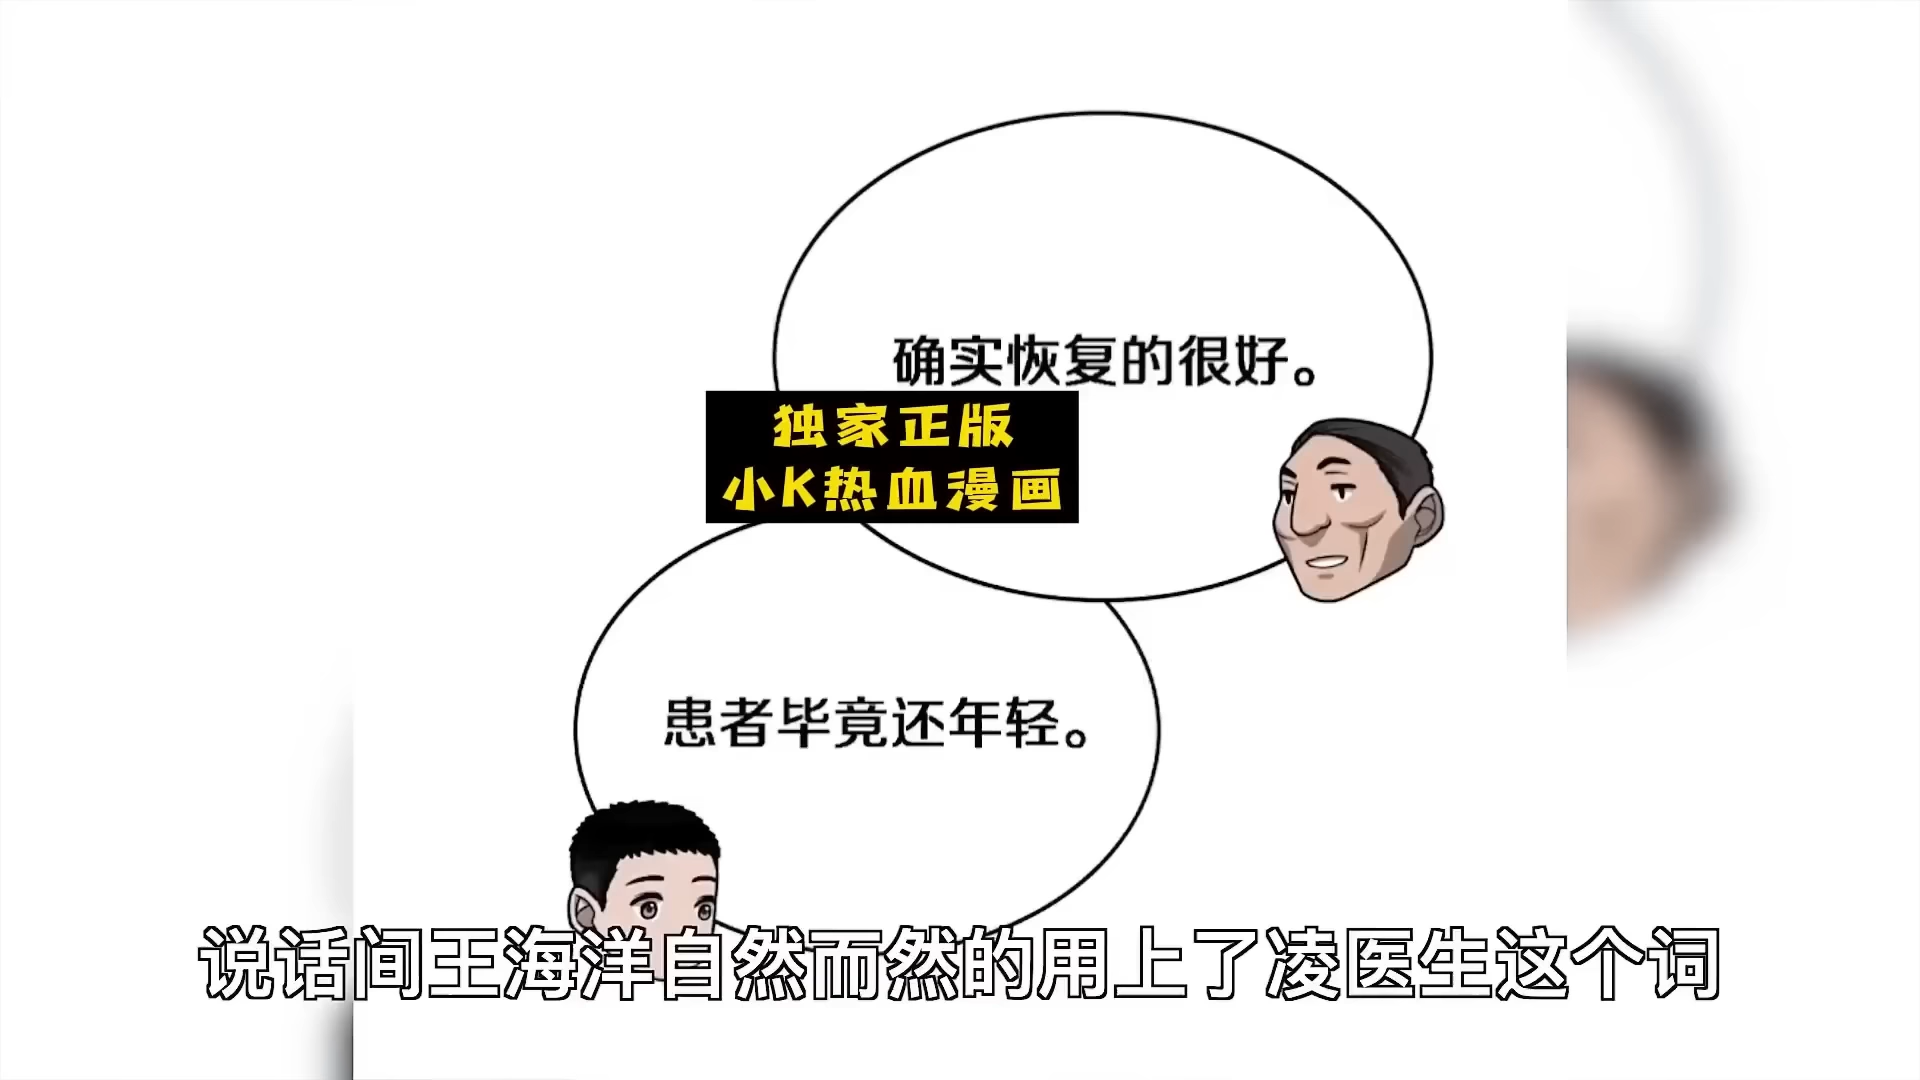 确实恢复的很好。
独家正版
小K热血漫画
患者毕竟还年轻。
说话间王海洋自然而然的用上了凌医生这个词